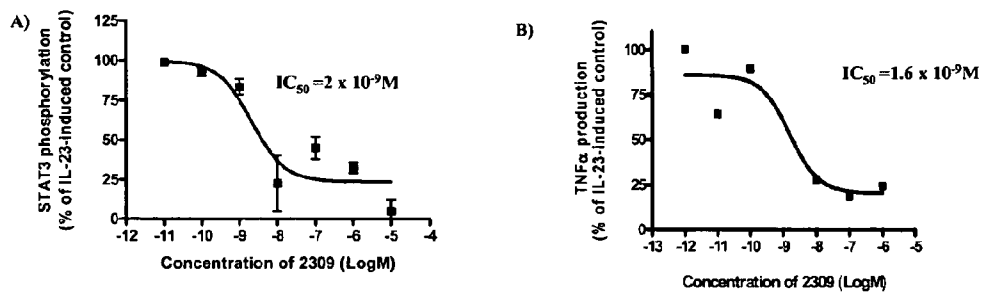 A)
STAT3 phosphorylation
(% of IL-23-induced control)
125
100
75
50
25
0
-12 -11 -10 -9 -8 -7 -6 -5 -4
Concentration of 2309 (LogM)
IC50 =2 x 10-9M
B)
TNFα production
(% of IL-23-induced control)
100
75
50
25
0
-13 -12 -11 -10 -9 -8 -7 -6 -5
Concentration of 2309 (LogM)
IC50 =1.6 x 10-9M